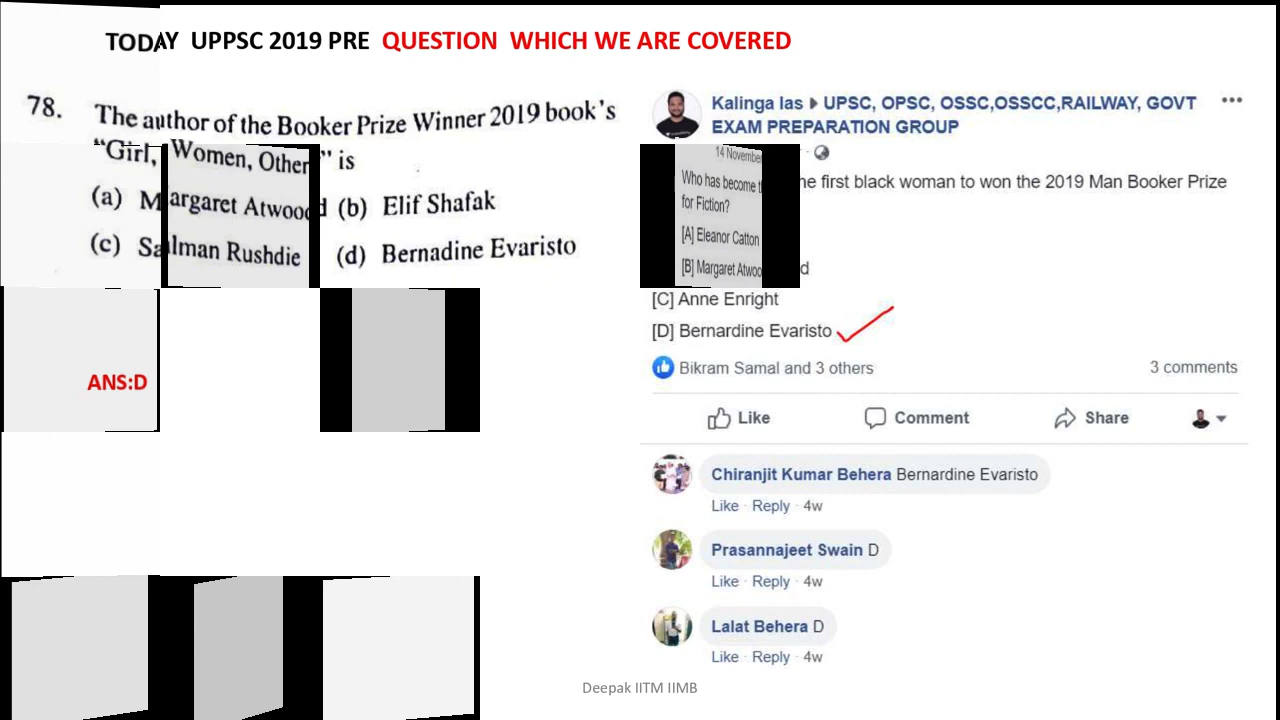 TODAY UPPSC 2019 PRE QUESTION WHICH WE ARE COVERED
78. The author of the Booker Prize Winner 2019 book's
“Girl, Women, Other” is
(a) Margaret Atwood (b) Elif Shafak
(c) Salman Rushdie (d) Bernadine Evaristo
ANS:D
Kalinga Ias ▸ UPSC, OPSC, OSSC,OSSCC,RAILWAY, GOVT
EXAM PREPARATION GROUP
14 November ·
Who has become the first black woman to won the 2019 Man Booker Prize
for Fiction?
[A] Eleanor Catton
[B] Margaret Atwood
[C] Anne Enright
[D] Bernardine Evaristo
Bikram Samal and 3 others 3 comments
Like Comment Share
Chiranjit Kumar Behera Bernardine Evaristo
Like · Reply · 4w
Prasannajeet Swain D
Like · Reply · 4w
Lalat Behera D
Like · Reply · 4w
Deepak IITM IIMB